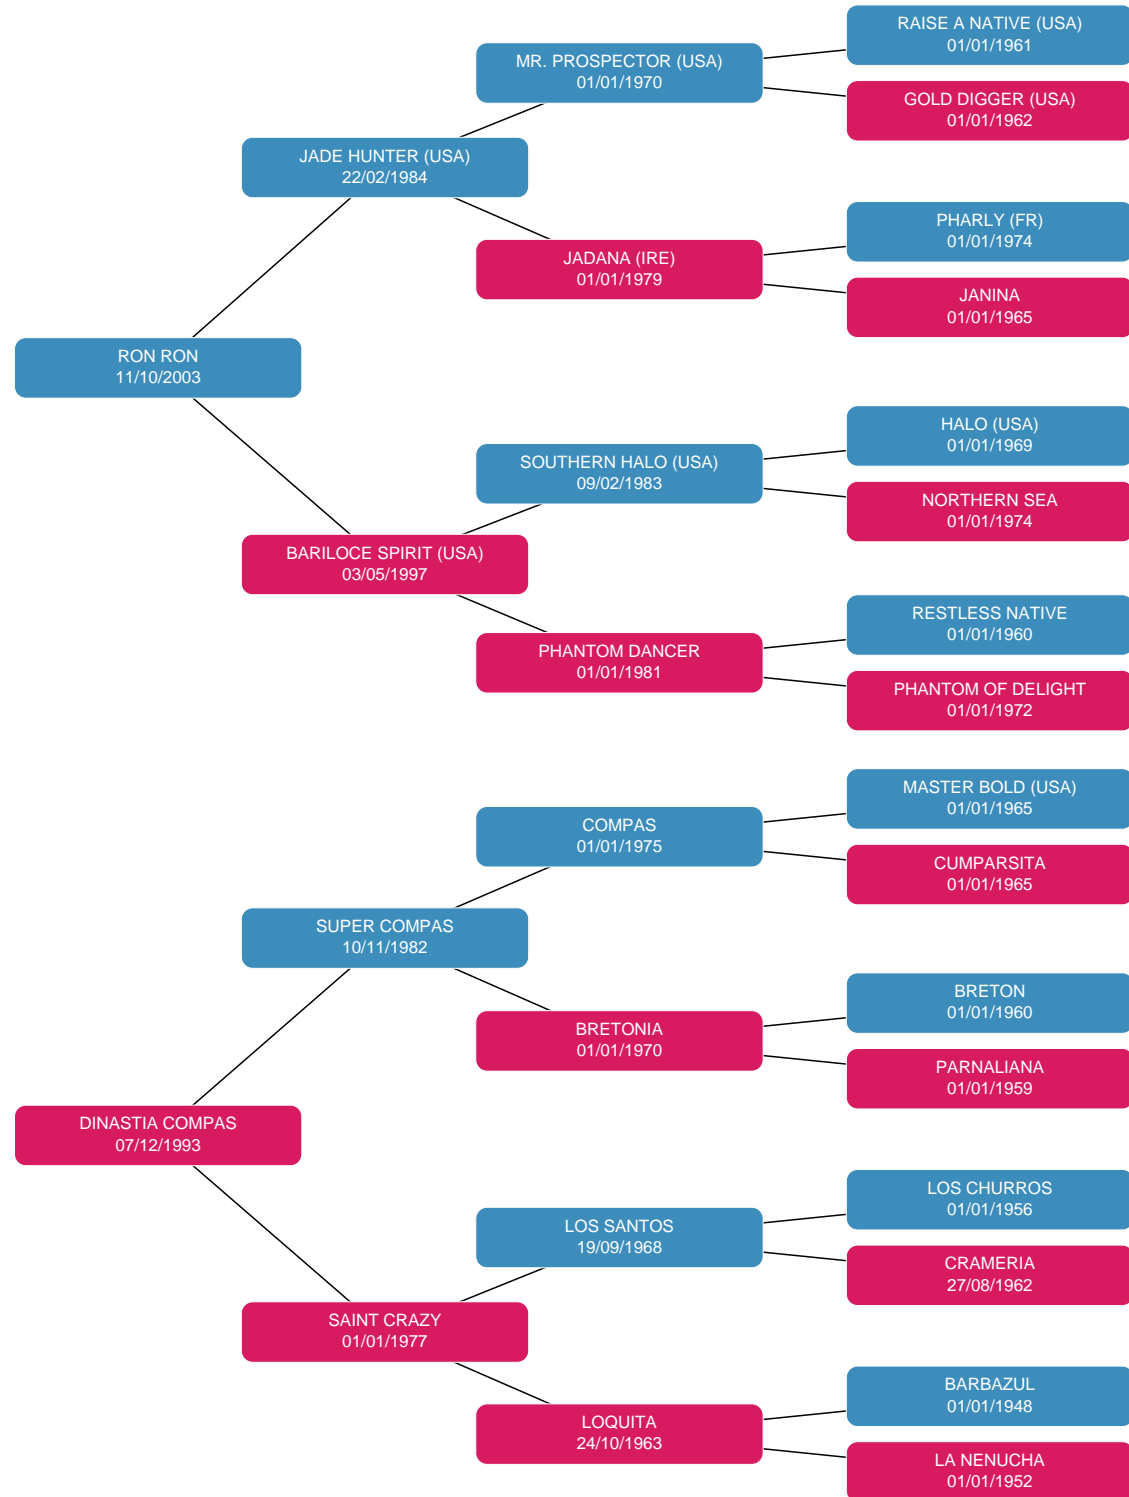 RAISE A NATIVE (USA)
01/01/1961
MR. PROSPECTOR (USA)
01/01/1970
GOLD DIGGER (USA)
01/01/1962
JADE HUNTER (USA)
22/02/1984
PHARLY (FR)
01/01/1974
JADANA (IRE)
01/01/1979
JANINA
01/01/1965
RON RON
11/10/2003
HALO (USA)
01/01/1969
SOUTHERN HALO (USA)
09/02/1983
NORTHERN SEA
01/01/1974
BARILOCE SPIRIT (USA)
03/05/1997
RESTLESS NATIVE
01/01/1960
PHANTOM DANCER
01/01/1981
PHANTOM OF DELIGHT
01/01/1972
MASTER BOLD (USA)
01/01/1965
COMPAS
01/01/1975
CUMPARSITA
01/01/1965
SUPER COMPAS
10/11/1982
BRETON
01/01/1960
BRETONIA
01/01/1970
PARNALIANA
01/01/1959
DINASTIA COMPAS
07/12/1993
LOS CHURROS
01/01/1956
LOS SANTOS
19/09/1968
CRAMERIA
27/08/1962
SAINT CRAZY
01/01/1977
BARBAZUL
01/01/1948
LOQUITA
24/10/1963
LA NENUCHA
01/01/1952